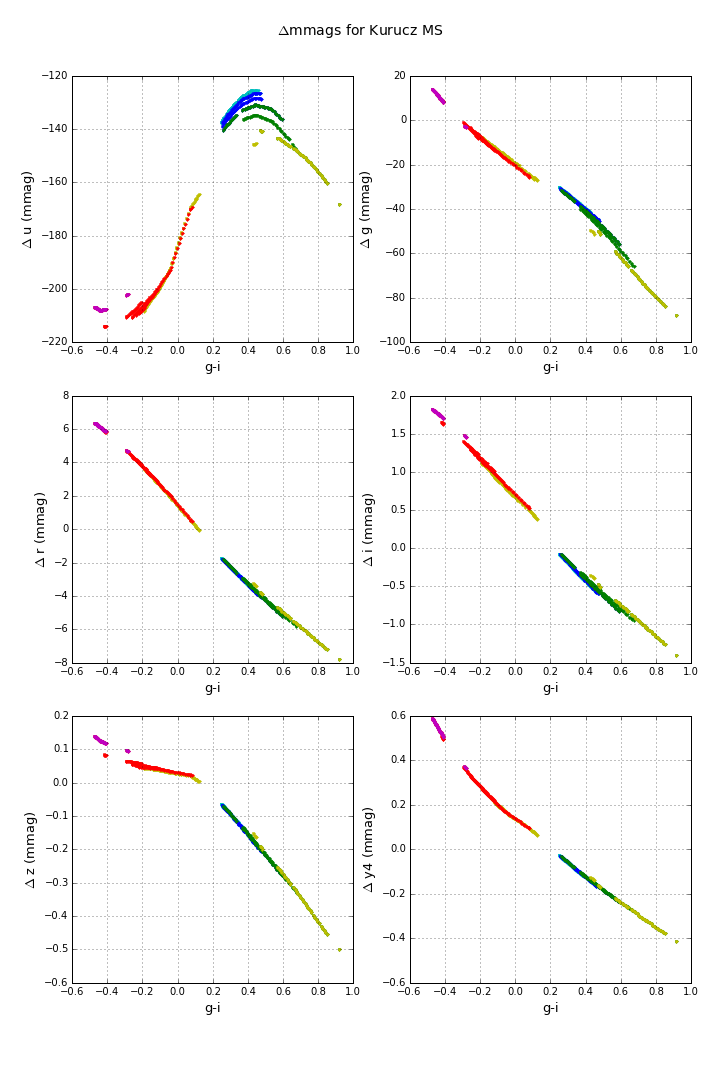 Δmmags for Kurucz MS
−120
−140
−160
−180
−200
−220
Δ u (mmag)
−0.6 −0.4 −0.2 0.0 0.2 0.4 0.6 0.8 1.0
g-i
20
0
−20
−40
−60
−80
−100
Δ g (mmag)
−0.6 −0.4 −0.2 0.0 0.2 0.4 0.6 0.8 1.0
g-i
8
6
4
2
0
−2
−4
−6
−8
Δ r (mmag)
−0.6 −0.4 −0.2 0.0 0.2 0.4 0.6 0.8 1.0
g-i
2.0
1.5
1.0
0.5
0.0
−0.5
−1.0
−1.5
Δ i (mmag)
−0.6 −0.4 −0.2 0.0 0.2 0.4 0.6 0.8 1.0
g-i
0.2
0.1
0.0
−0.1
−0.2
−0.3
−0.4
−0.5
−0.6
Δ z (mmag)
−0.6 −0.4 −0.2 0.0 0.2 0.4 0.6 0.8 1.0
g-i
0.6
0.4
0.2
0.0
−0.2
−0.4
−0.6
Δ y4 (mmag)
−0.6 −0.4 −0.2 0.0 0.2 0.4 0.6 0.8 1.0
g-i